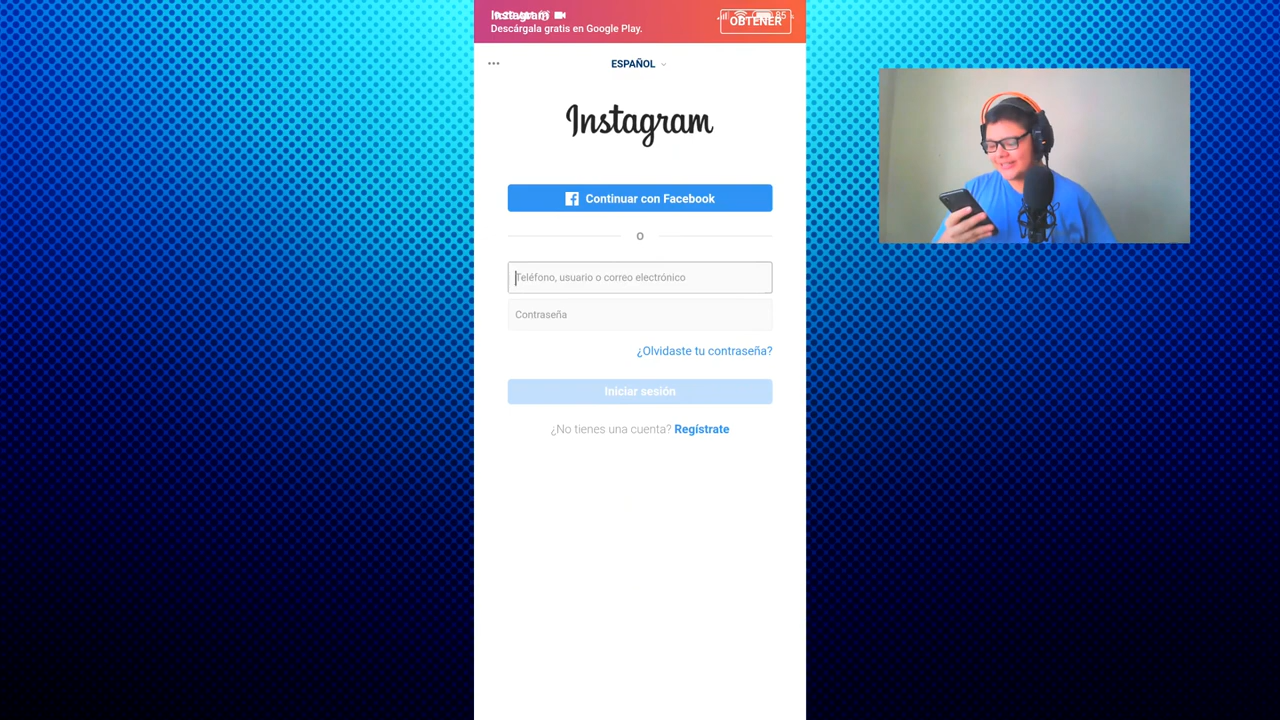 Instagram
Descárgala gratis en Google Play.
OBTENER
85
ESPAÑOL
Instagram
Continuar con Facebook
O
Teléfono, usuario o correo electrónico
Contraseña
¿Olvidaste tu contraseña?
Iniciar sesión
¿No tienes una cuenta? Regístrate